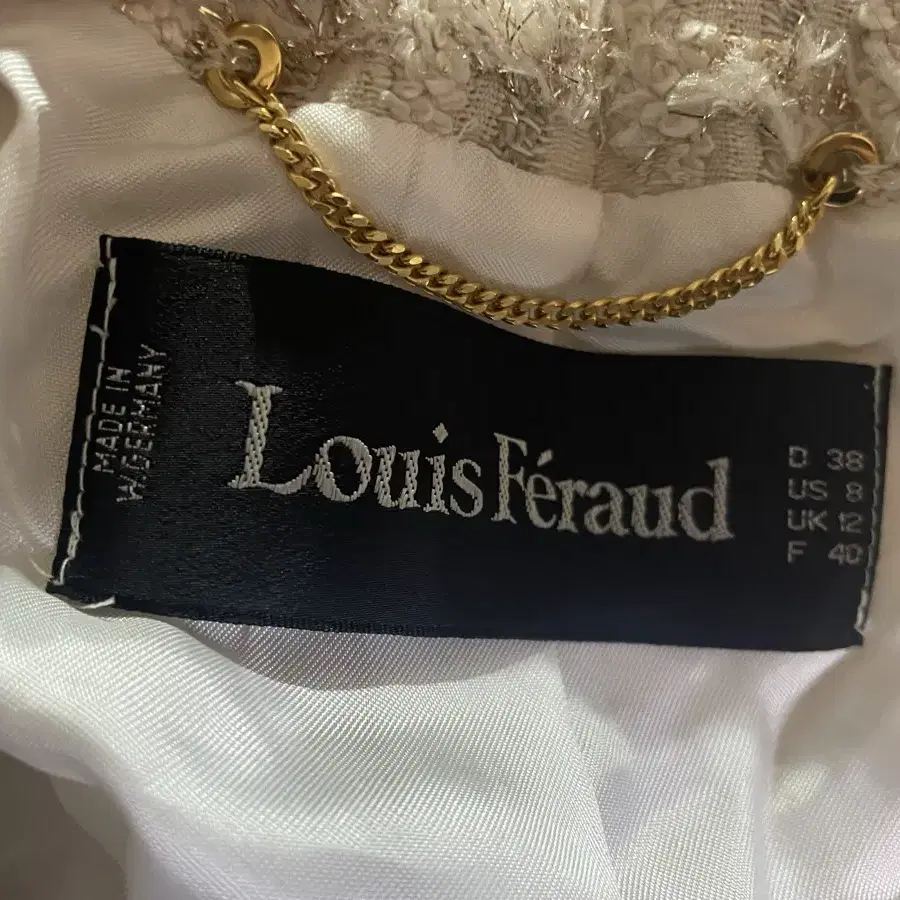 MADE IN
W.GERMANY
Louis Féraud
D 38
US 8
UK 12
F 40